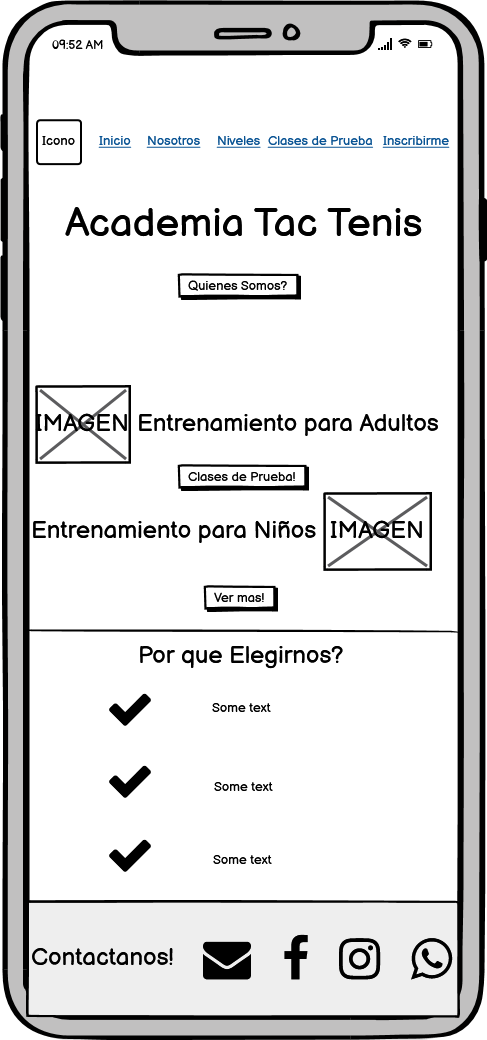 09:52 AM
Icono Inicio Nosotros Niveles Clases de Prueba Inscribirme
Academia Tac Tenis
Quienes Somos?
IMAGEN Entrenamiento para Adultos
Clases de Prueba!
Entrenamiento para Niños IMAGEN
Ver mas!
Por que Elegirnos?
Some text
Some text
Some text
Contactanos!